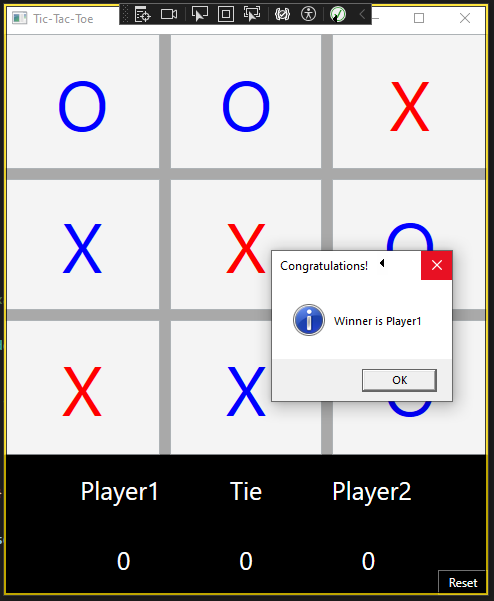 Tic-Tac-Toe
O O X
X X O
Congratulations!
Winner is Player1
OK
X X O
Player1 Tie Player2
0 0 0
Reset